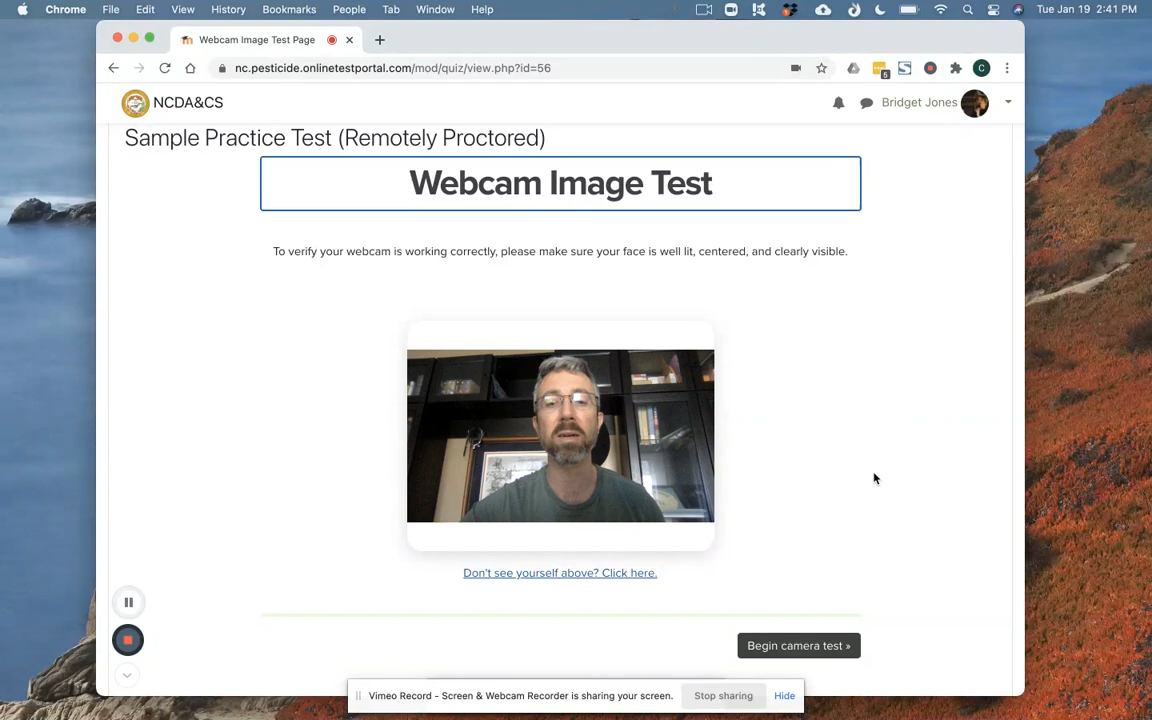 Chrome File Edit View History Bookmarks People Tab Window Help Tue Jan 19 2:41 PM
Webcam Image Test Page
nc.pesticide.onlinetestportal.com/mod/quiz/view.php?id=56
5
C
NCDA&CS
Bridget Jones
Sample Practice Test (Remotely Proctored)
Webcam Image Test
To verify your webcam is working correctly, please make sure your face is well lit, centered, and clearly visible.
Don't see yourself above? Click here.
Begin camera test »
Vimeo Record - Screen & Webcam Recorder is sharing your screen. Stop sharing Hide